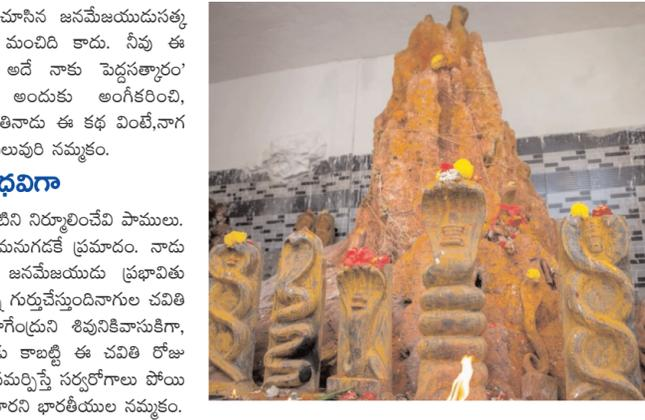 చూసిన జనమేజయుడుసత్క
మంచిది కాదు. నీవు ఈ
అదే నాకు పెద్దసత్కారం'
అందుకు అంగీకరించి,
తినాడు ఈ కథ వింటే,నాగ
లువురి నమ్మకం.
ధవిగా
టిని నిర్మూలించేవి పాములు.
మనుగడకే ప్రమాదం. నాడు
జనమేజయుడు ప్రభావితు
గుర్తుచేస్తుందినాగుల చవితి
గేంద్రుని శివునికివాసుకిగా,
కాబట్టి ఈ చవితి రోజు
మర్పిస్తే సర్వరోగాలు పోయి
రని భారతీయుల నమ్మకం.